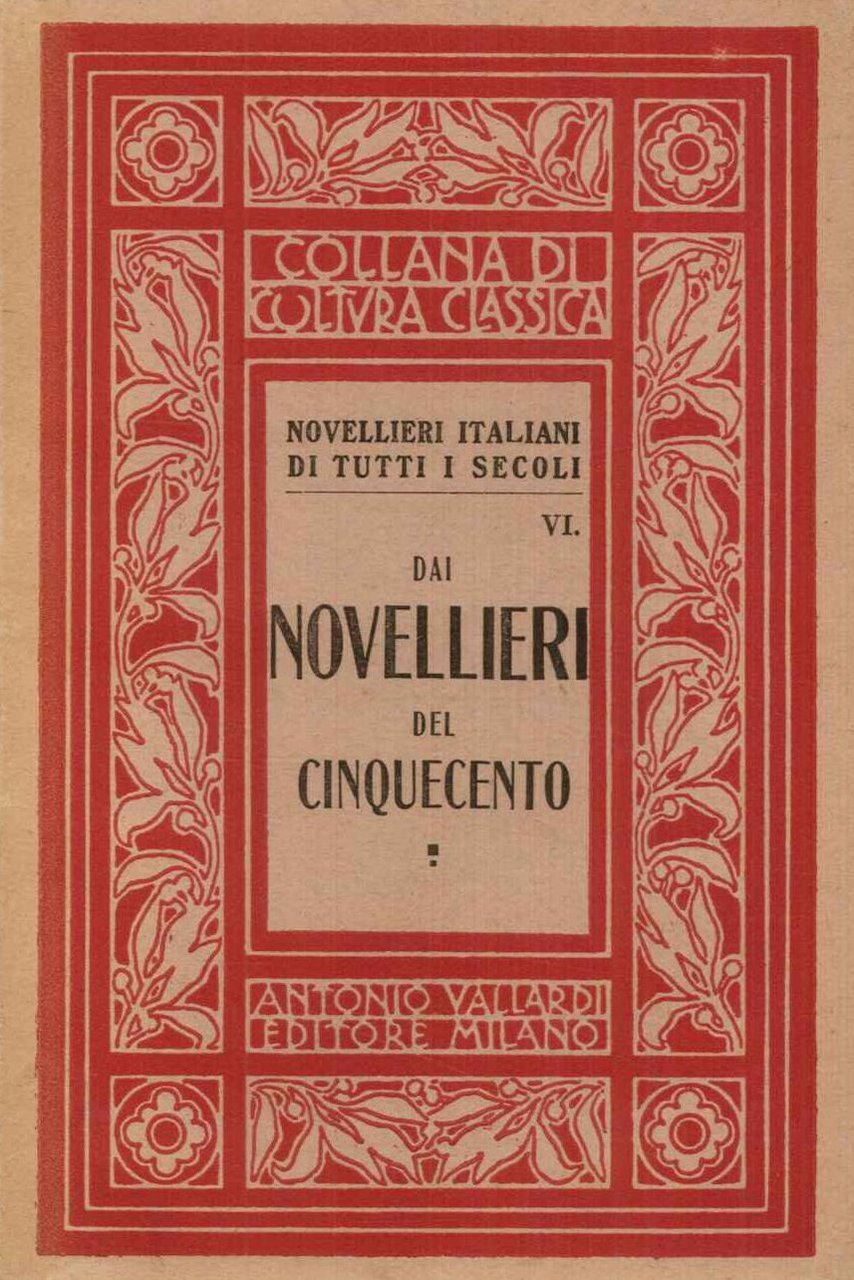 COLLANA DI
COLTVRA CLASSICA
NOVELLIERI ITALIANI
DI TUTTI I SECOLI
VI.
DAI
NOVELLIERI
DEL
CINQUECENTO
ANTONIO VALLARDI
EDITORE MILANO